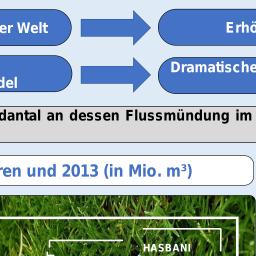 er Welt
Erhö
Dramatische
del
dantal an dessen Flussmündung im
ren und 2013 (in Mio. m³)
HASBANI